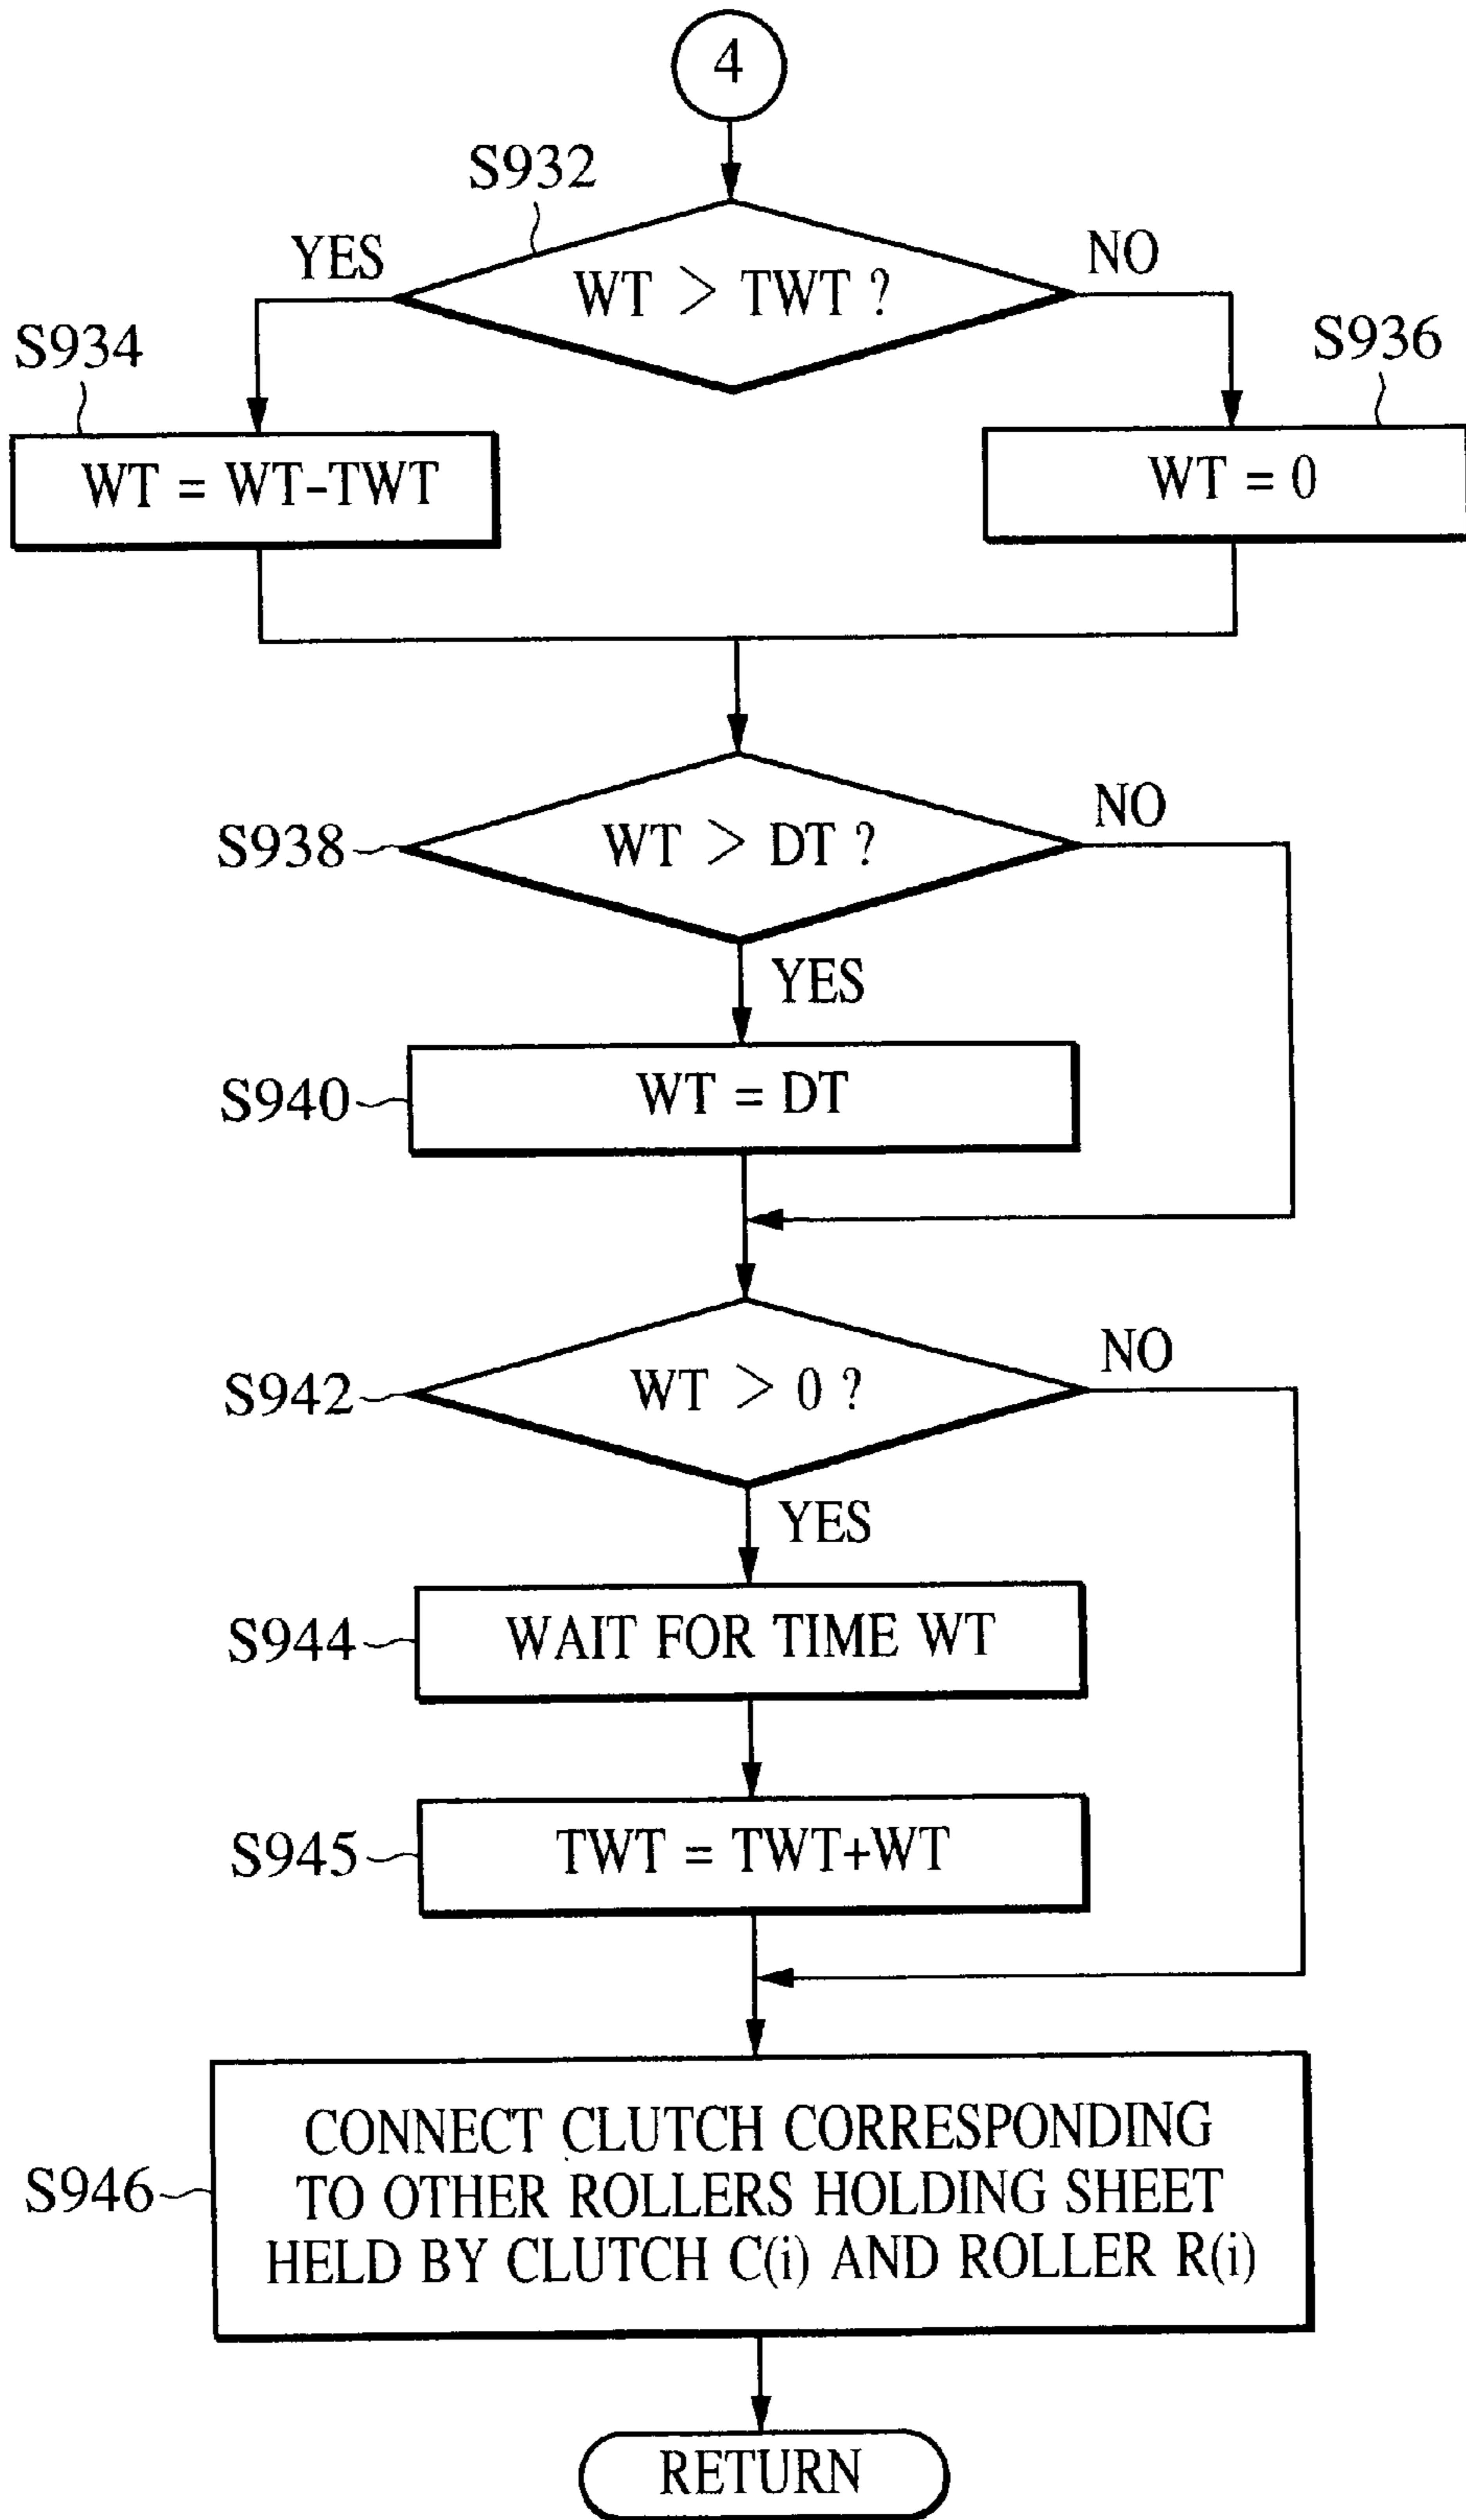 4
S932
YES
WT > TWT ?
NO
S934
WT = WT-TWT
S936
WT = 0
S938
WT > DT ?
NO
YES
S940
WT = DT
S942
WT > 0 ?
NO
YES
S944
WAIT FOR TIME WT
S945
TWT = TWT+WT
S946
CONNECT CLUTCH CORRESPONDING
TO OTHER ROLLERS HOLDING SHEET
HELD BY CLUTCH C(i) AND ROLLER R(i)
RETURN